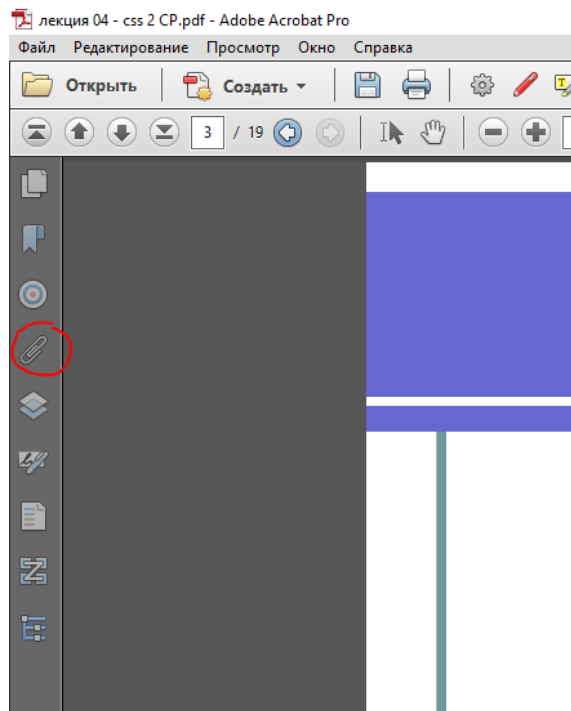 лекция 04 - css 2 CP.pdf - Adobe Acrobat Pro
Файл Редактирование Просмотр Окно Справка
Открыть Создать
3 / 19